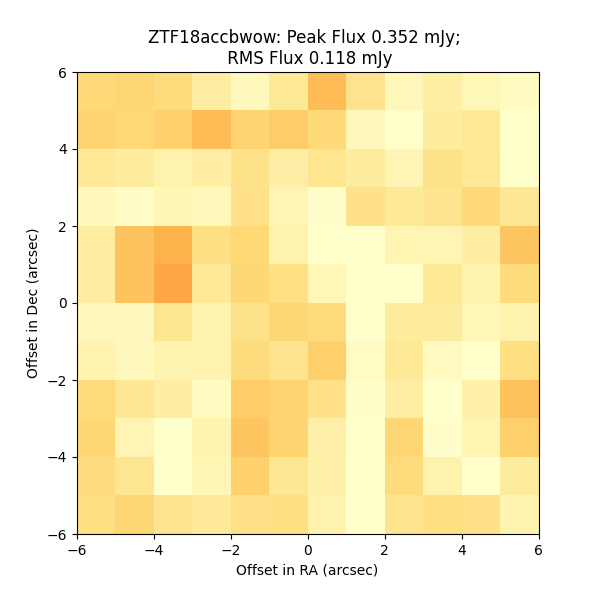 ZTF18accbwow: Peak Flux 0.352 mJy;
RMS Flux 0.118 mJy
6
4
2
0
−2
−4
−6
Offset in Dec (arcsec)
−6 −4 −2 0 2 4 6
Offset in RA (arcsec)